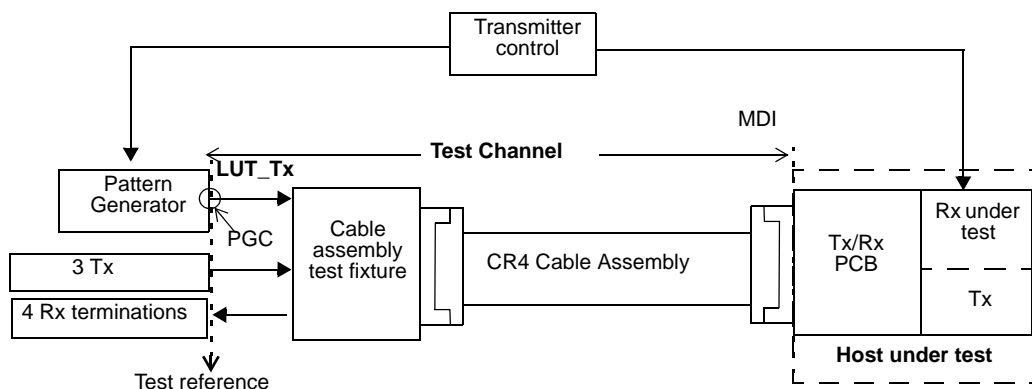 Transmitter
control
MDI
Test Channel
LUT_Tx
Pattern
Generator
PGC
Cable
assembly
test fixture
CR4 Cable Assembly
Tx/Rx
PCB
Rx under
test
Tx
3 Tx
4 Rx terminations
Host under test
Test reference